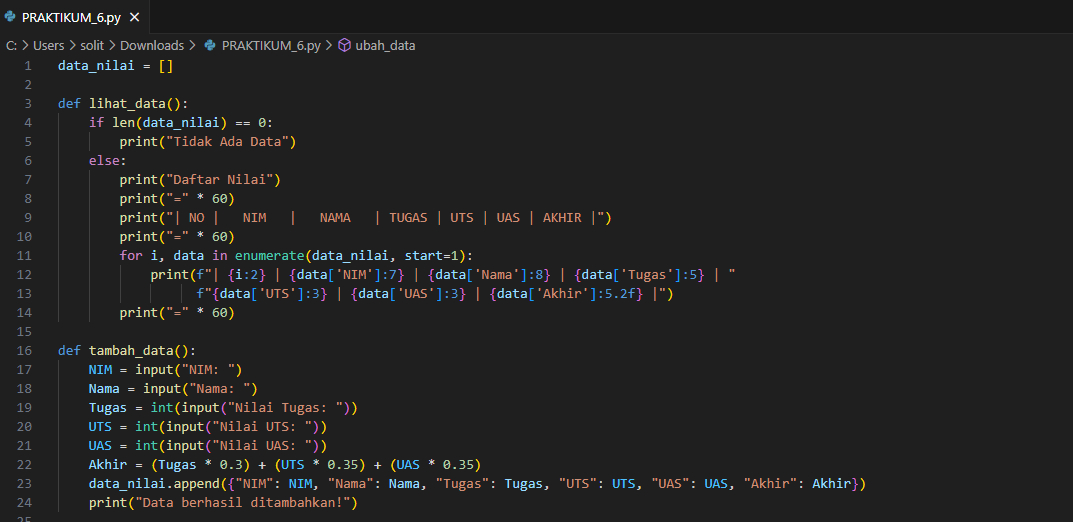 PRAKTIKUM_6.py ×
C: > Users > solit > Downloads > PRAKTIKUM_6.py > ubah_data
1 data_nilai = []
2
3 def lihat_data():
4     if len(data_nilai) == 0:
5         print("Tidak Ada Data")
6     else:
7         print("Daftar Nilai")
8         print("=" * 60)
9         print("| NO |   NIM   |   NAMA   | TUGAS | UTS | UAS | AKHIR |")
10         print("=" * 60)
11         for i, data in enumerate(data_nilai, start=1):
12             print(f"| {i:2} | {data['NIM']:7} | {data['Nama']:8} | {data['Tugas']:5} | "
13                   f"{data['UTS']:3} | {data['UAS']:3} | {data['Akhir']:5.2f} |")
14         print("=" * 60)
15
16 def tambah_data():
17     NIM = input("NIM: ")
18     Nama = input("Nama: ")
19     Tugas = int(input("Nilai Tugas: "))
20     UTS = int(input("Nilai UTS: "))
21     UAS = int(input("Nilai UAS: "))
22     Akhir = (Tugas * 0.3) + (UTS * 0.35) + (UAS * 0.35)
23     data_nilai.append({"NIM": NIM, "Nama": Nama, "Tugas": Tugas, "UTS": UTS, "UAS": UAS, "Akhir": Akhir})
24     print("Data berhasil ditambahkan!")
25